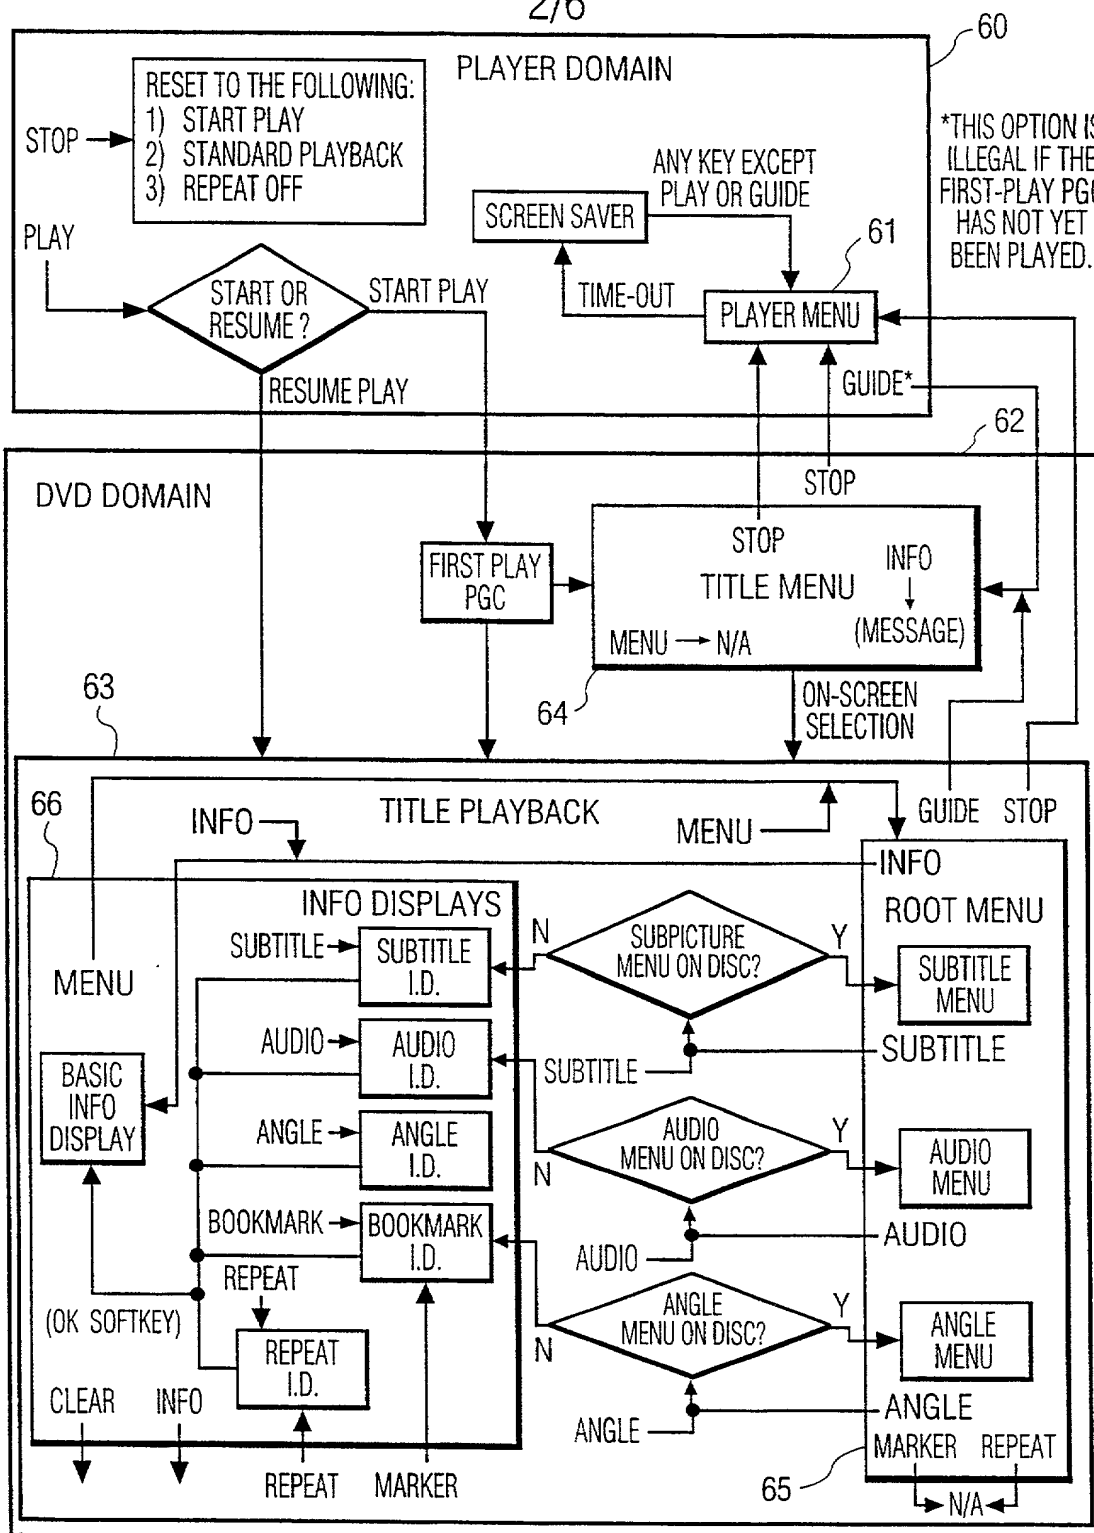 2/6
60
PLAYER DOMAIN
RESET TO THE FOLLOWING:
1) START PLAY
2) STANDARD PLAYBACK
3) REPEAT OFF
STOP
*THIS OPTION IS
ILLEGAL IF THE
FIRST-PLAY PGC
HAS NOT YET
BEEN PLAYED.
ANY KEY EXCEPT
PLAY OR GUIDE
SCREEN SAVER
PLAY
61
START OR
RESUME ?
START PLAY
TIME-OUT
PLAYER MENU
RESUME PLAY
GUIDE*
62
DVD DOMAIN
STOP
STOP
INFO
FIRST PLAY
PGC
TITLE MENU
(MESSAGE)
MENU
N/A
63
64
ON-SCREEN
SELECTION
66
TITLE PLAYBACK
GUIDE
STOP
INFO
MENU
INFO
INFO DISPLAYS
ROOT MENU
N
SUBPICTURE
MENU ON DISC?
Y
SUBTITLE
SUBTITLE
I.D.
SUBTITLE
MENU
MENU
AUDIO
AUDIO
I.D.
SUBTITLE
SUBTITLE
BASIC
INFO
DISPLAY
ANGLE
ANGLE
I.D.
N
AUDIO
MENU ON DISC?
Y
AUDIO
MENU
BOOKMARK
BOOKMARK
I.D.
AUDIO
AUDIO
REPEAT
(OK SOFTKEY)
N
ANGLE
MENU ON DISC?
Y
ANGLE
MENU
REPEAT
I.D.
CLEAR
INFO
ANGLE
ANGLE
MARKER
REPEAT
REPEAT
MARKER
65
N/A